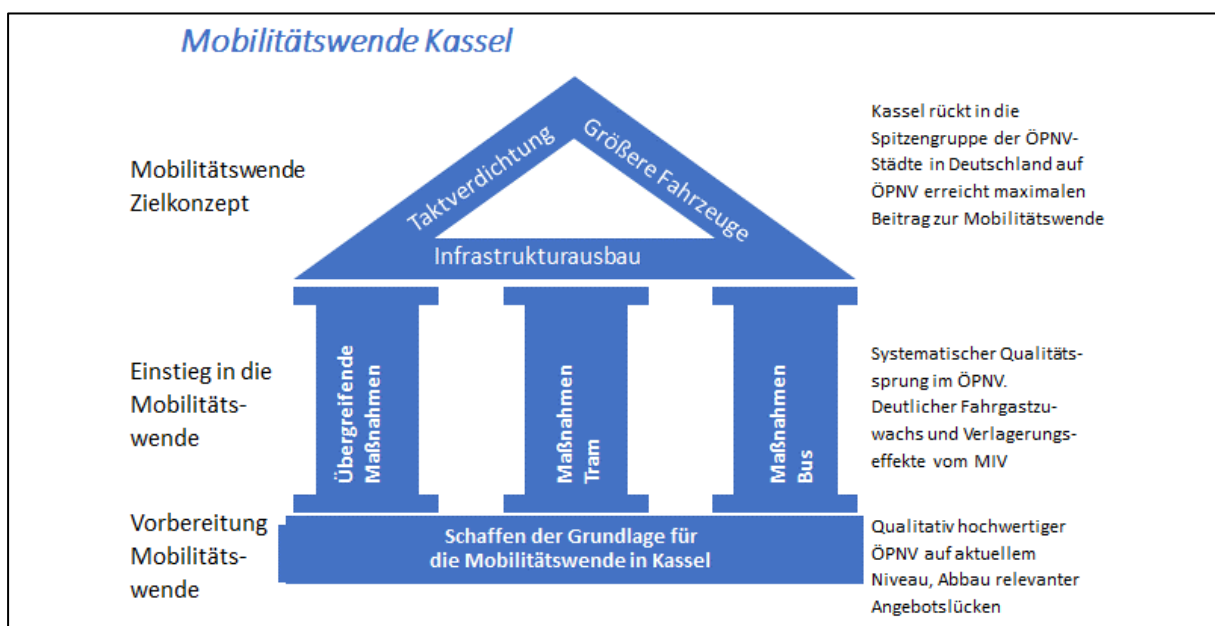 Mobilitätswende Kassel
Mobilitätswende
Zielkonzept
Taktverdichtung
Größere Fahrzeuge
Infrastrukturausbau
Kassel rückt in die
Spitzengruppe der ÖPNV-
Städte in Deutschland auf
ÖPNV erreicht maximalen
Beitrag zur Mobilitätswende
Einstieg in die
Mobilitäts-
wende
Übergreifende
Maßnahmen
Maßnahmen
Tram
Maßnahmen
Bus
Systematischer Qualitäts-
sprung im ÖPNV.
Deutlicher Fahrgastzu-
wachs und Verlagerungs-
effekte vom MIV
Vorbereitung
Mobilitäts-
wende
Schaffen der Grundlage für
die Mobilitätswende in Kassel
Qualitativ hochwertiger
ÖPNV auf aktuellem
Niveau, Abbau relevanter
Angebotslücken